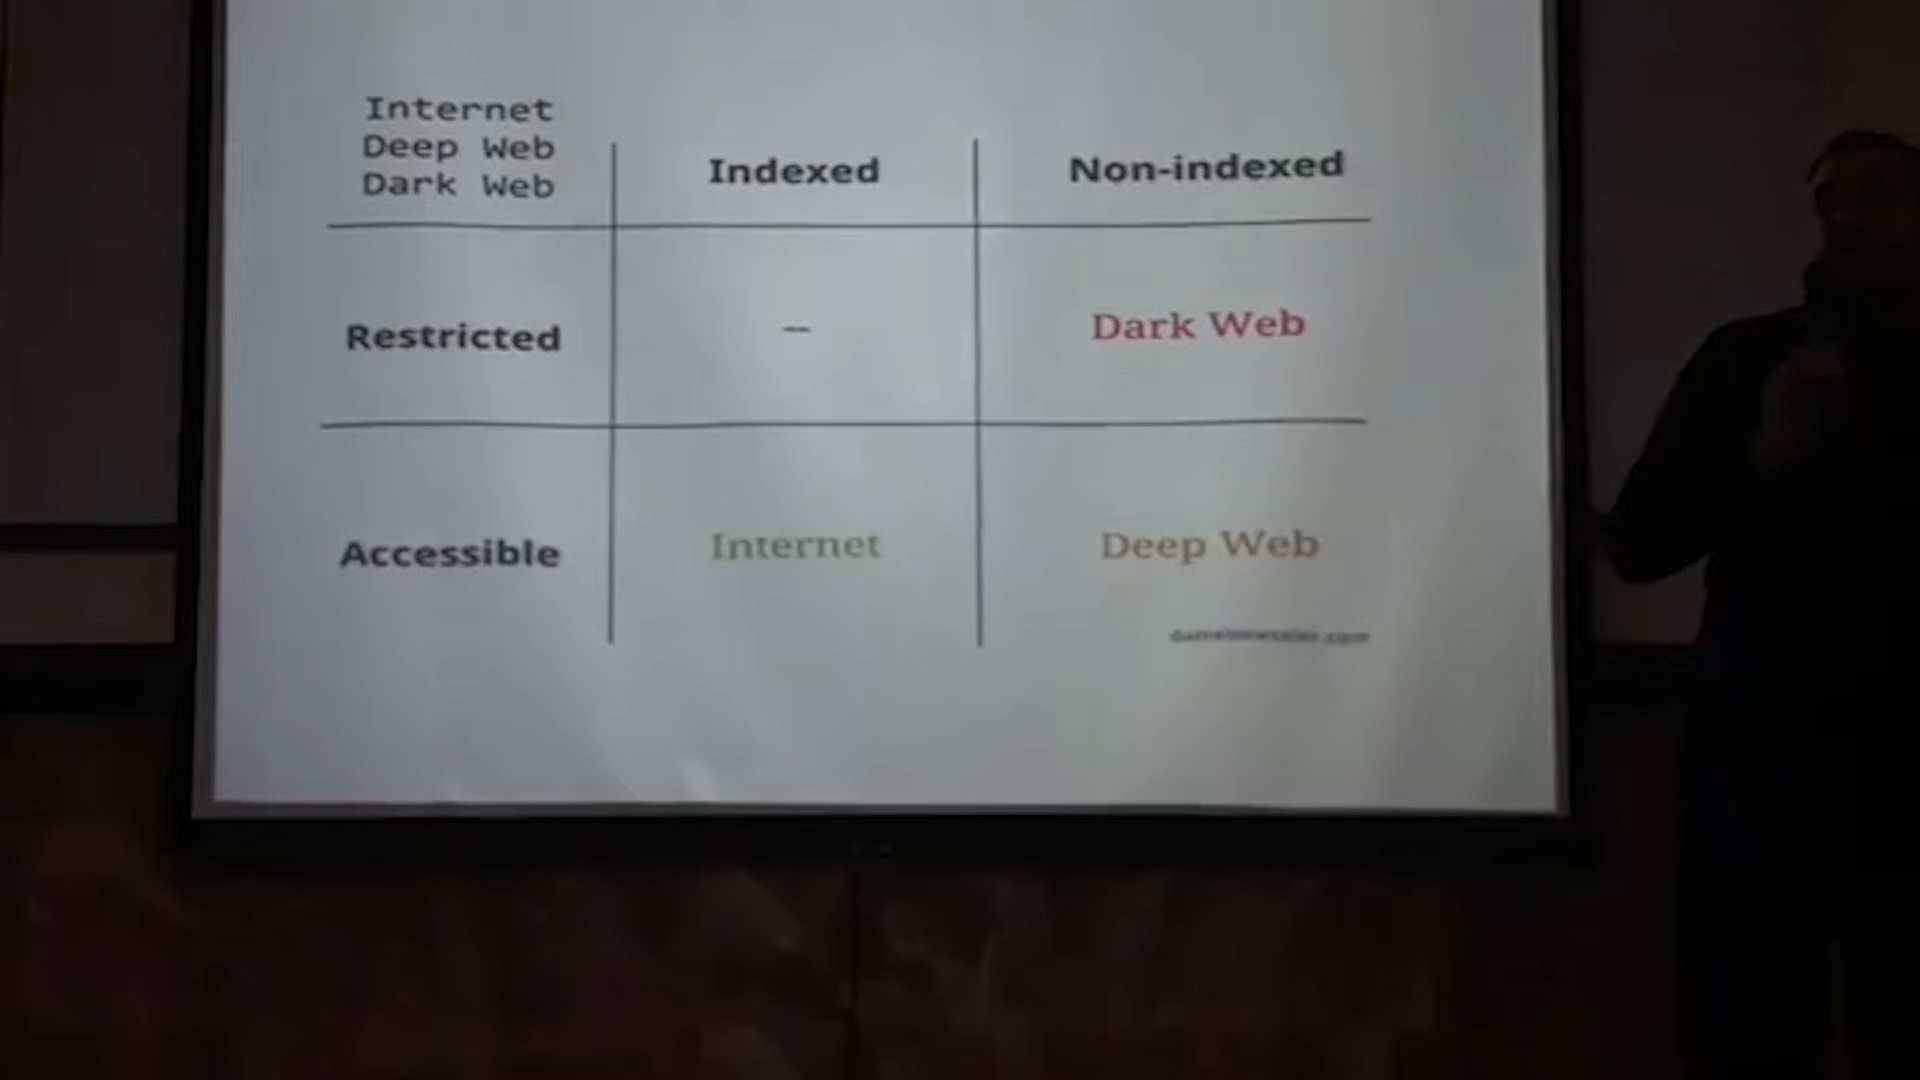 Internet
Deep Web
Dark Web
Indexed
Non-indexed
Restricted
–
Dark Web
Accessible
Internet
Deep Web